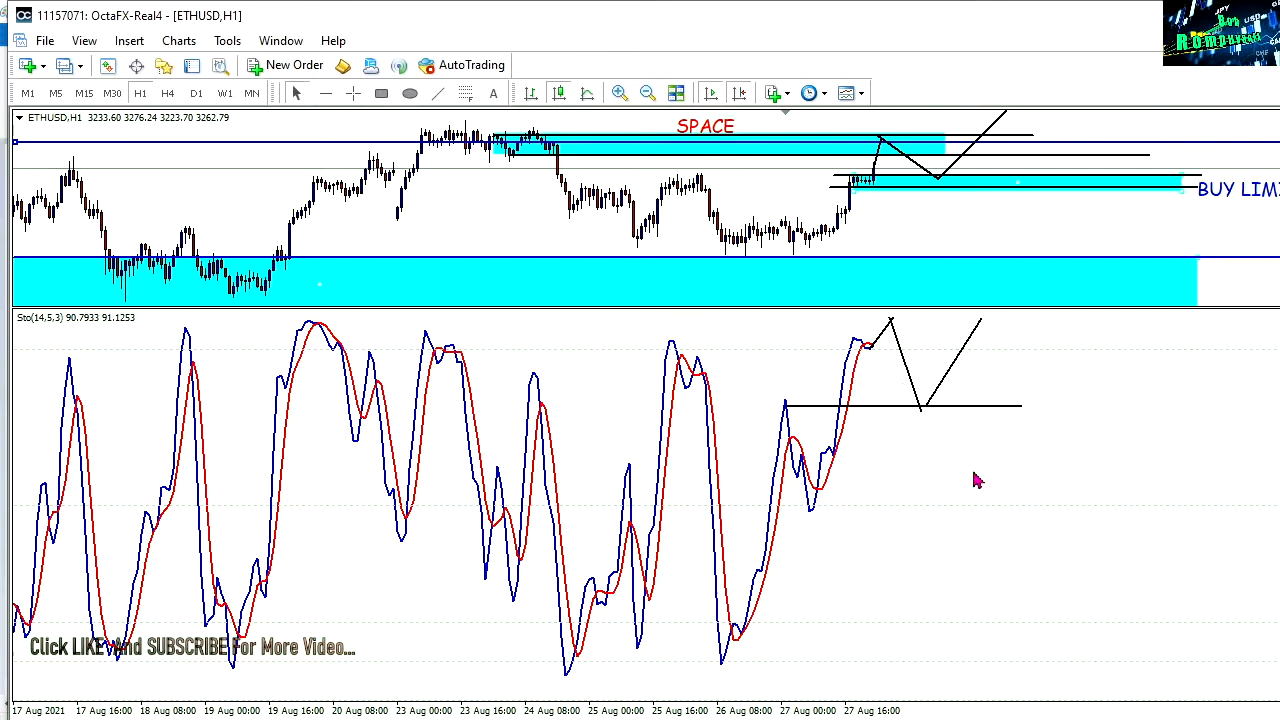 11157071: OctaFX-Real4 - [ETHUSD,H1]
File View Insert Charts Tools Window Help
New Order AutoTrading
M1 M5 M15 M30 H1 H4 D1 W1 MN
A
ETHUSD,H1 3233.60 3276.24 3223.70 3262.79
SPACE
BUY LIMI
Sto(14,5,3) 90.7933 91.1253
Click LIKE And SUBSCRIBE For More Video...
17 Aug 2021 17 Aug 16:00 18 Aug 08:00 19 Aug 00:00 19 Aug 16:00 20 Aug 08:00 23 Aug 00:00 23 Aug 16:00 24 Aug 08:00 25 Aug 00:00 25 Aug 16:00 26 Aug 08:00 27 Aug 00:00 27 Aug 16:00